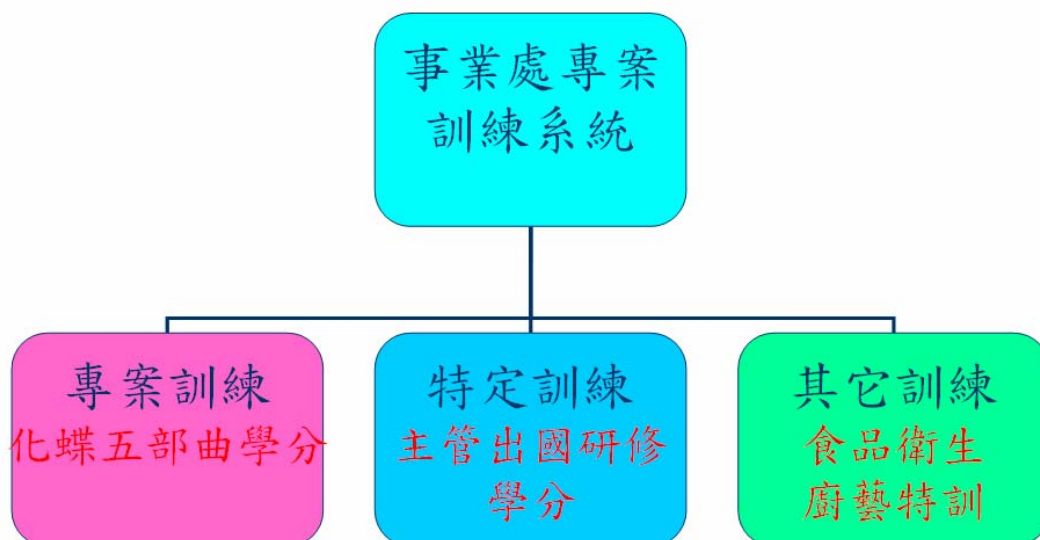 事業處專案
訓練系統
專案訓練
化蝶五部曲學分
特定訓練
主管出國研修
學分
其它訓練
食品衛生
廚藝特訓